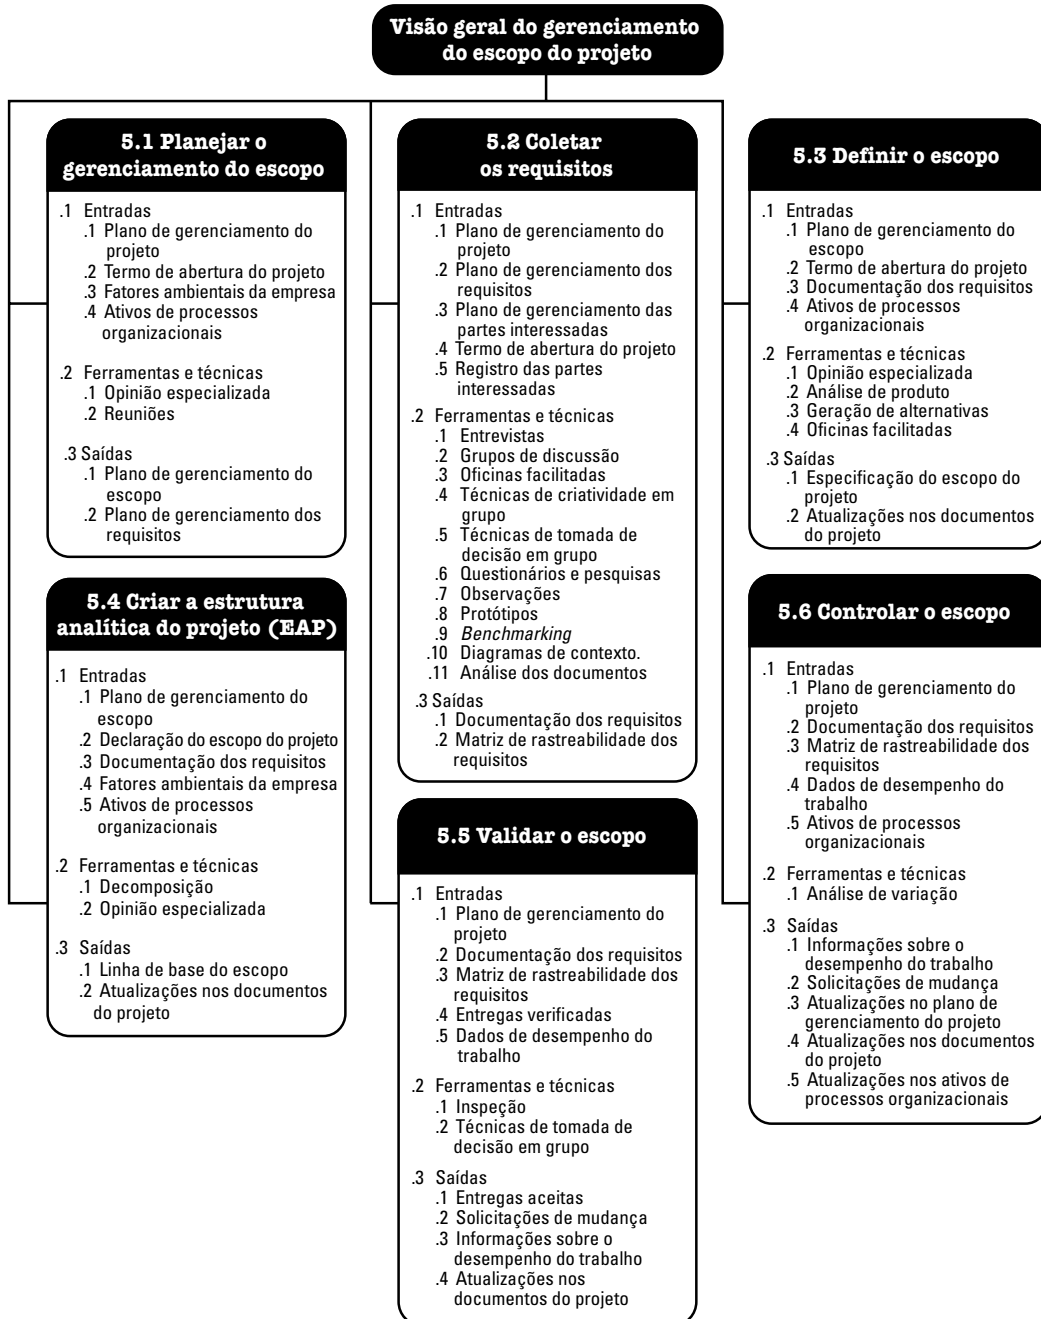 Visão geral do gerenciamento
do escopo do projeto
5.1 Planejar o
gerenciamento do escopo
.1 Entradas
.1 Plano de gerenciamento do
projeto
.2 Termo de abertura do projeto
.3 Fatores ambientais da empresa
.4 Ativos de processos
organizacionais
.2 Ferramentas e técnicas
.1 Opinião especializada
.2 Reuniões
.3 Saídas
.1 Plano de gerenciamento do
escopo
.2 Plano de gerenciamento dos
requisitos
5.2 Coletar
os requisitos
.1 Entradas
.1 Plano de gerenciamento do
projeto
.2 Plano de gerenciamento dos
requisitos
.3 Plano de gerenciamento das
partes interessadas
.4 Termo de abertura do projeto
.5 Registro das partes
interessadas
.2 Ferramentas e técnicas
.1 Entrevistas
.2 Grupos de discussão
.3 Oficinas facilitadas
.4 Técnicas de criatividade em
grupo
.5 Técnicas de tomada de
decisão em grupo
.6 Questionários e pesquisas
.7 Observações
.8 Protótipos
.9 Benchmarking
.10 Diagramas de contexto.
.11 Análise dos documentos
.3 Saídas
.1 Documentação dos requisitos
.2 Matriz de rastreabilidade dos
requisitos
5.3 Definir o escopo
.1 Entradas
.1 Plano de gerenciamento do
escopo
.2 Termo de abertura do projeto
.3 Documentação dos requisitos
.4 Ativos de processos
organizacionais
.2 Ferramentas e técnicas
.1 Opinião especializada
.2 Análise de produto
.3 Geração de alternativas
.4 Oficinas facilitadas
.3 Saídas
.1 Especificação do escopo do
projeto
.2 Atualizações nos documentos
do projeto
5.4 Criar a estrutura
analítica do projeto (EAP)
.1 Entradas
.1 Plano de gerenciamento do
escopo
.2 Declaração do escopo do projeto
.3 Documentação dos requisitos
.4 Fatores ambientais da empresa
.5 Ativos de processos
organizacionais
.2 Ferramentas e técnicas
.1 Decomposição
.2 Opinião especializada
.3 Saídas
.1 Linha de base do escopo
.2 Atualizações nos documentos
do projeto
5.5 Validar o escopo
.1 Entradas
.1 Plano de gerenciamento do
projeto
.2 Documentação dos requisitos
.3 Matriz de rastreabilidade dos
requisitos
.4 Entregas verificadas
.5 Dados de desempenho do
trabalho
.2 Ferramentas e técnicas
.1 Inspeção
.2 Técnicas de tomada de
decisão em grupo
.3 Saídas
.1 Entregas aceitas
.2 Solicitações de mudança
.3 Informações sobre o
desempenho do trabalho
.4 Atualizações nos
documentos do projeto
5.6 Controlar o escopo
.1 Entradas
.1 Plano de gerenciamento do
projeto
.2 Documentação dos requisitos
.3 Matriz de rastreabilidade dos
requisitos
.4 Dados de desempenho do
trabalho
.5 Ativos de processos
organizacionais
.2 Ferramentas e técnicas
.1 Análise de variação
.3 Saídas
.1 Informações sobre o
desempenho do trabalho
.2 Solicitações de mudança
.3 Atualizações no plano de
gerenciamento do projeto
.4 Atualizações nos documentos
do projeto
.5 Atualizações nos ativos de
processos organizacionais